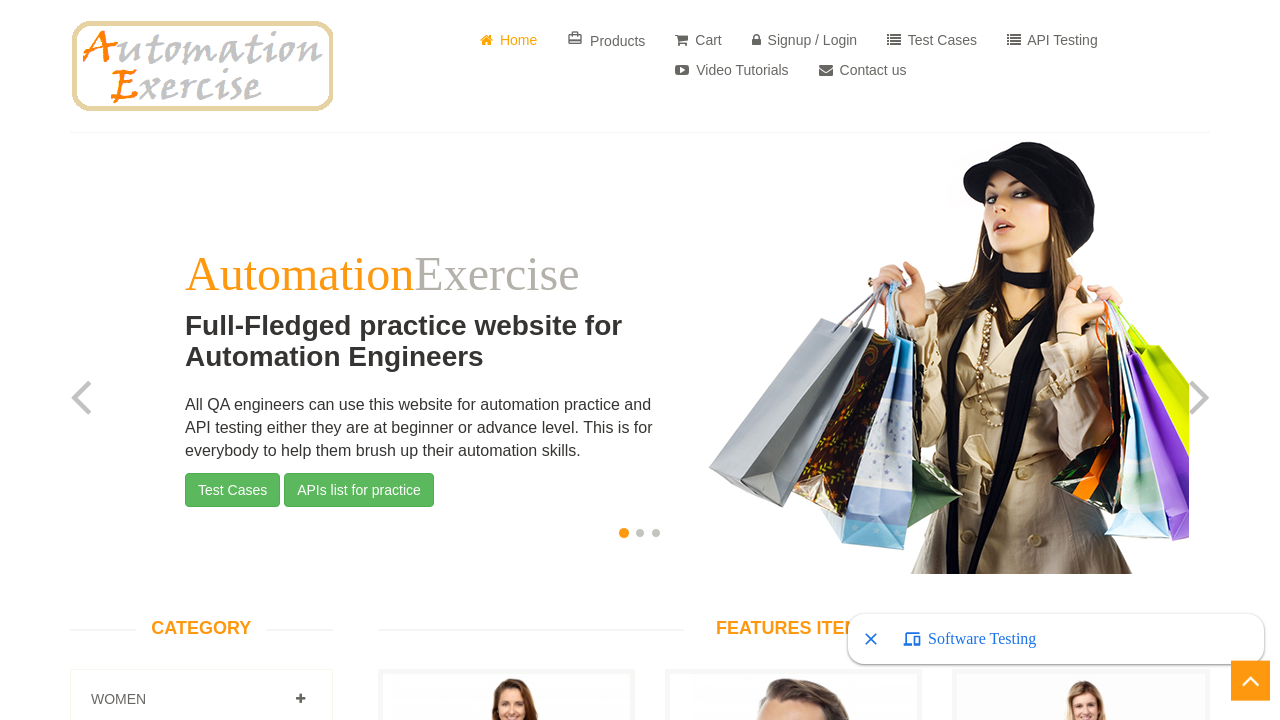 Automation
Exercise
Home
Products
Cart
Signup / Login
Test Cases
API Testing
Video Tutorials
Contact us
AutomationExercise
Full-Fledged practice website for
Automation Engineers
All QA engineers can use this website for automation practice and
API testing either they are at beginner or advance level. This is for
everybody to help them brush up their automation skills.
Test Cases
APIs list for practice
CATEGORY
FEATURES
Software Testing
WOMEN